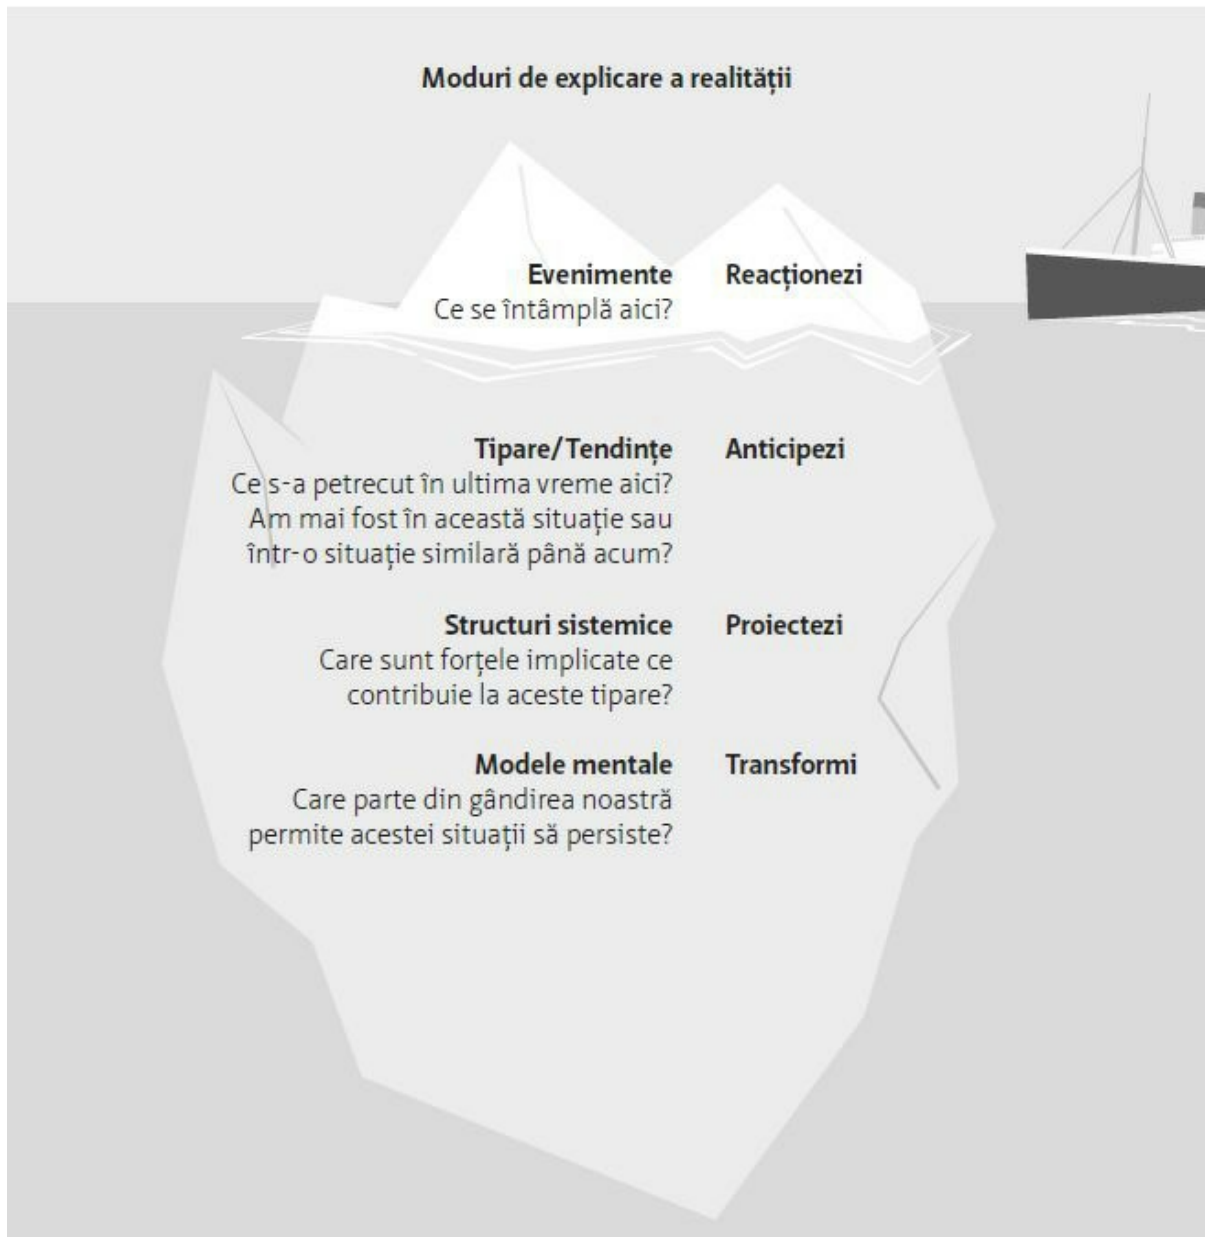 Moduri de explicare a realității
Evenimente Reacționezi
Ce se întâmplă aici?
Tipare/Tendințe Anticipezi
Ce s-a petrecut în ultima vreme aici?
Am mai fost în această situație sau
într-o situație similară până acum?
Structuri sistemice Proiectezi
Care sunt forțele implicate ce
contribuie la aceste tipare?
Modele mentale Transformi
Care parte din gândirea noastră
permite acestei situații să persiste?